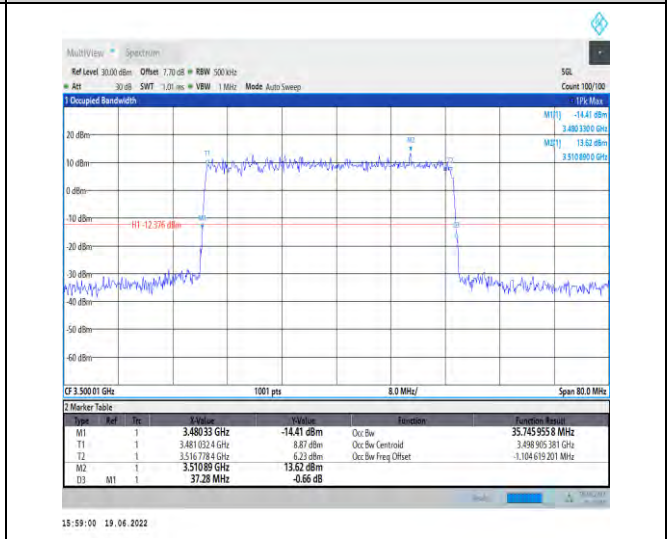 MultiView Spectrum
Ref Level 30.00 dBm Offset 7.70 dB RBW 500 kHz SGL
Att 30 dB SWT 1.01 ms VBW 1 MHz Mode Auto Sweep Count 100/100
1 Occupied Bandwidth 1Pk Max
M1[1] -14.41 dBm
3.480 330 0 GHz
M2[1] 13.62 dBm
3.510 890 0 GHz
20 dBm
M2
T1
10 dBm
0 dBm
-10 dBm
H1 -12.376 dBm
-20 dBm
-30 dBm
-40 dBm
-50 dBm
-60 dBm
CF 3.500 01 GHz 1001 pts 8.0 MHz/ Span 80.0 MHz
2 Marker Table
Type Ref Trc X-Value Y-Value Function Function Result
M1 1 3.480 33 GHz -14.41 dBm Occ Bw 35.745 955 8 MHz
T1 1 3.481 032 4 GHz 8.87 dBm Occ Bw Centroid 3.498 905 381 GHz
T2 1 3.516 778 4 GHz 6.23 dBm Occ Bw Freq Offset -1.104 619 201 MHz
M2 1 3.510 89 GHz 13.62 dBm
D3 M1 1 37.28 MHz -0.66 dB
15:59:00 19.06.2022